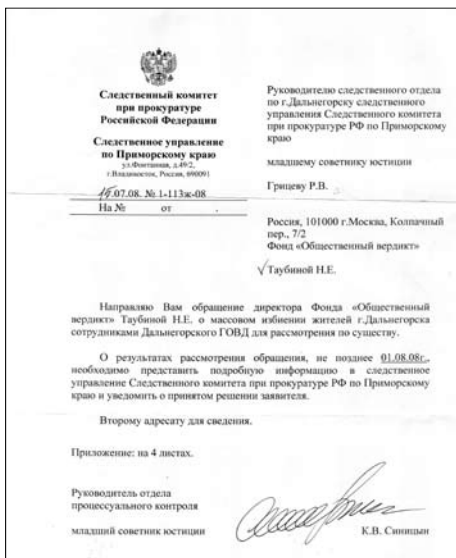 Следственный комитет
при прокуратуре
Российской Федерации
Следственное управление
по Приморскому краю
ул.Фонтанная, д.49/2,
г.Владивосток, Россия, 690091
.07.08. № 1-113ж-08
На № от .
Руководителю следственного отдела
по г.Дальнегорску следственного
управления Следственного комитета
при прокуратуре РФ по Приморскому
краю
младшему советнику юстиции
Грицеву Р.В.
Россия, 101000 г.Москва, Колпачный
пер., 7/2
Фонд «Общественный вердикт»
Таубиной Н.Е.
Направляю Вам обращение директора Фонда «Общественный
вердикт» Таубиной Н.Е. о массовом избиении жителей г.Дальнегорска
сотрудниками Дальнегорского ГОВД для рассмотрения по существу.
О результатах рассмотрения обращения, не позднее 01.08.08г.,
необходимо представить подробную информацию в следственное
управление Следственного комитета при прокуратуре РФ по Приморскому
краю и уведомить о принятом решении заявителя.
Второму адресату для сведения.
Приложение: на 4 листах.
Руководитель отдела
процессуального контроля
младший советник юстиции К.В. Синицын